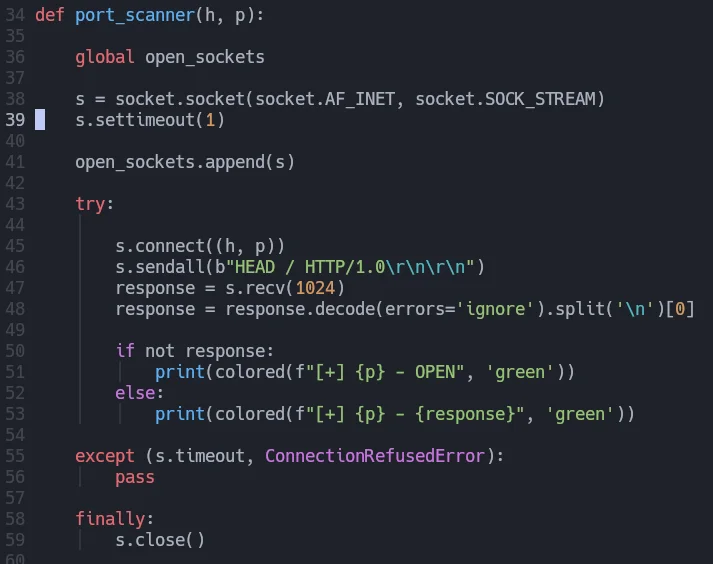 34 def port_scanner(h, p):
35
36     global open_sockets
37
38     s = socket.socket(socket.AF_INET, socket.SOCK_STREAM)
39     s.settimeout(1)
40
41     open_sockets.append(s)
42
43     try:
44
45         s.connect((h, p))
46         s.sendall(b"HEAD / HTTP/1.0\r\n\r\n")
47         response = s.recv(1024)
48         response = response.decode(errors='ignore').split('\n')[0]
49
50         if not response:
51             print(colored(f"[+] {p} - OPEN", 'green'))
52         else:
53             print(colored(f"[+] {p} - {response}", 'green'))
54
55     except (s.timeout, ConnectionRefusedError):
56         pass
57
58     finally:
59         s.close()
60